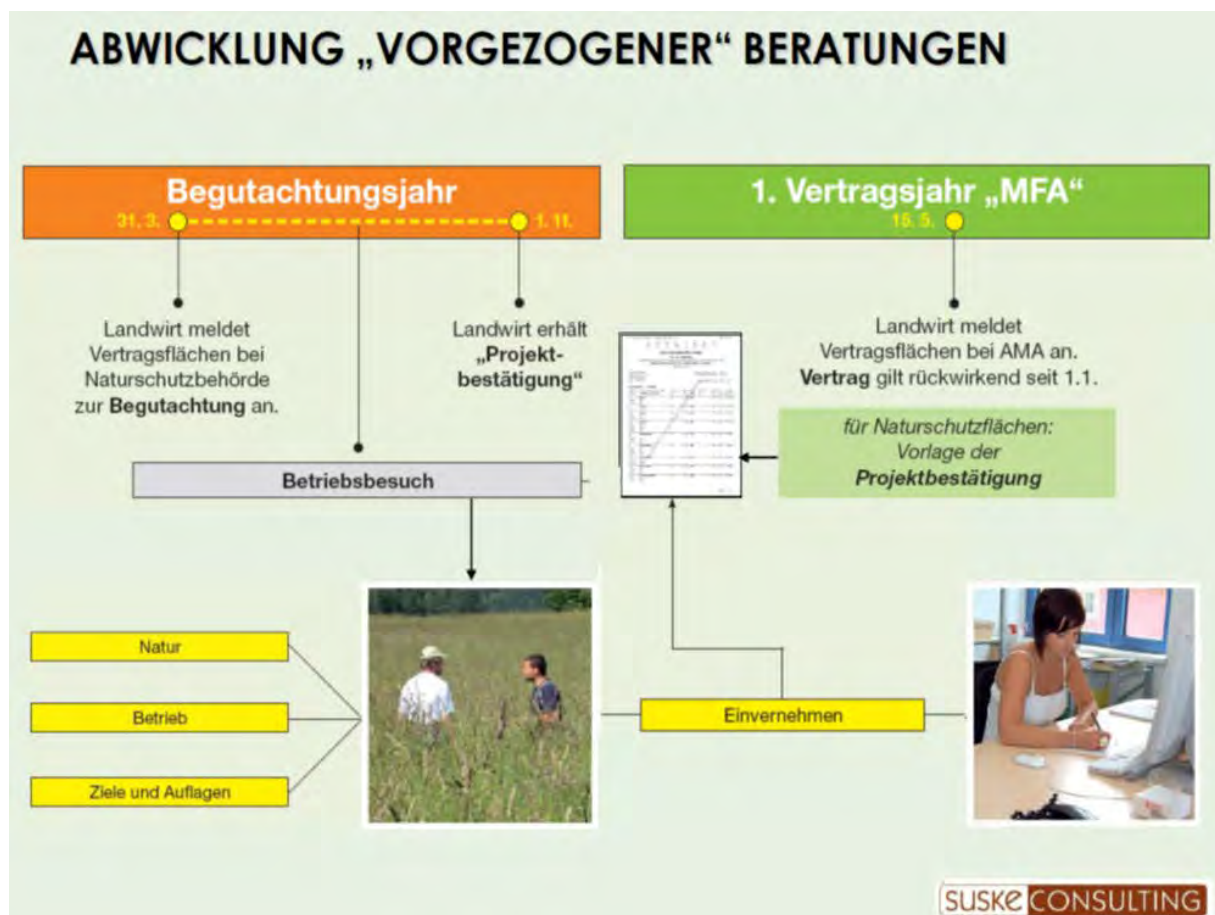 ABWICKLUNG „VORGEZOGENER“ BERATUNGEN
Begutachtungsjahr
31. 3.
1. 11.
1. Vertragsjahr „MFA“
15. 5.
Landwirt meldet
Vertragsflächen bei
Naturschutzbehörde
zur Begutachtung an.
Landwirt erhält
„Projekt-
bestätigung“
Landwirt meldet
Vertragsflächen bei AMA an.
Vertrag gilt rückwirkend seit 1.1.
für Naturschutzflächen:
Vorlage der
Projektbestätigung
Betriebsbesuch
Natur
Betrieb
Ziele und Auflagen
Einvernehmen
SUSKE CONSULTING